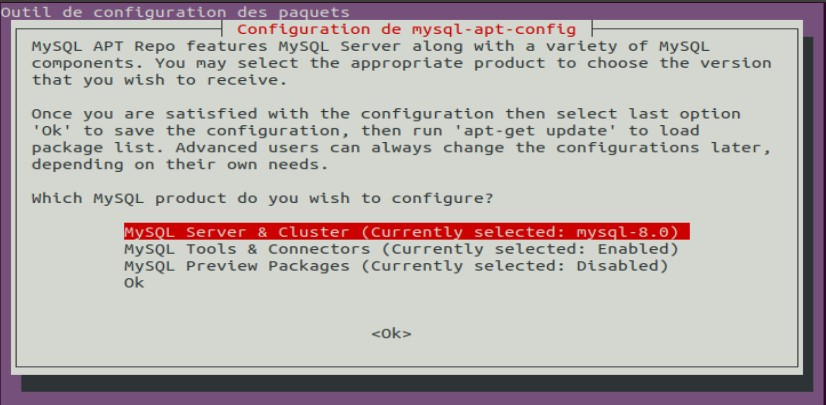 Outil de configuration des paquets
Configuration de mysql-apt-config
MySQL APT Repo features MySQL Server along with a variety of MySQL
components. You may select the appropriate product to choose the version
that you wish to receive.
Once you are satisfied with the configuration then select last option
'Ok' to save the configuration, then run 'apt-get update' to load
package list. Advanced users can always change the configurations later,
depending on their own needs.
Which MySQL product do you wish to configure?
MySQL Server & Cluster (Currently selected: mysql-8.0)
MySQL Tools & Connectors (Currently selected: Enabled)
MySQL Preview Packages (Currently selected: Disabled)
Ok
<Ok>